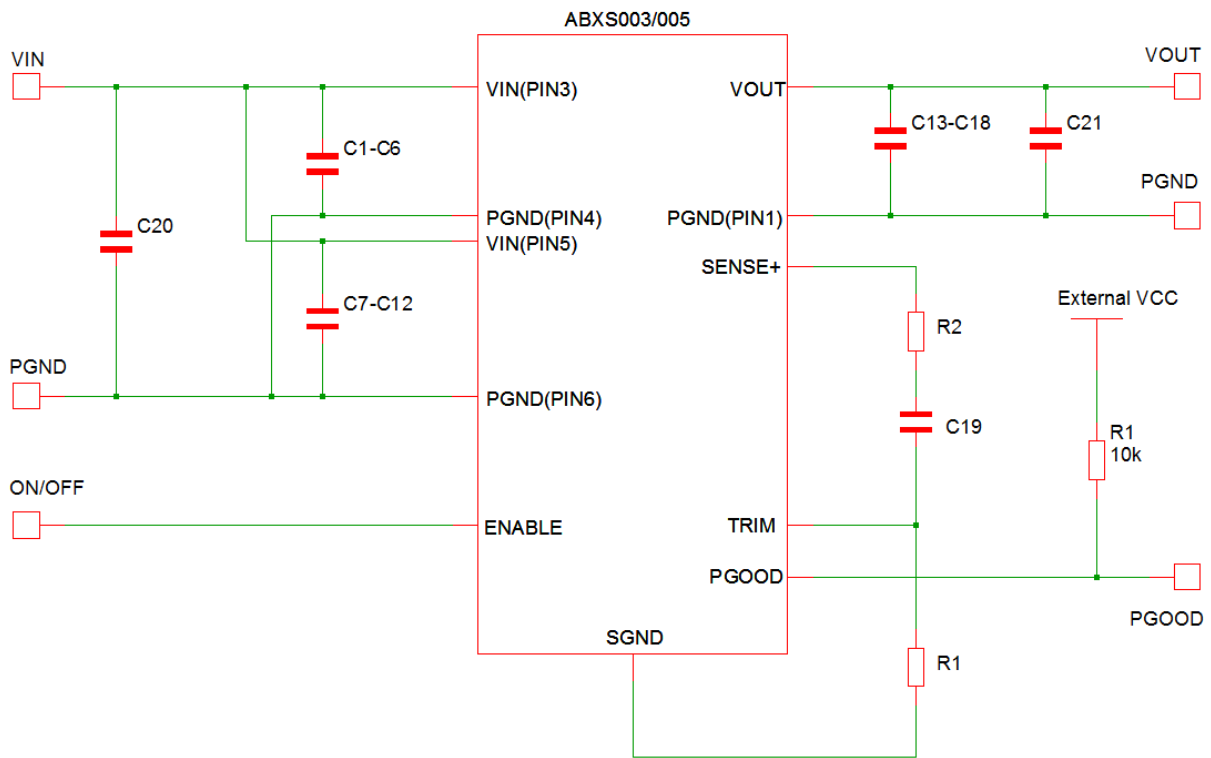 ABXS003/005
VIN
VOUT
VIN(PIN3)
VOUT
C13-C18
C21
C1-C6
PGND
C20
PGND(PIN4)
PGND(PIN1)
VIN(PIN5)
SENSE+
C7-C12
External VCC
R2
PGND
PGND(PIN6)
C19
R1
10k
ON/OFF
ENABLE
TRIM
PGOOD
PGOOD
SGND
R1